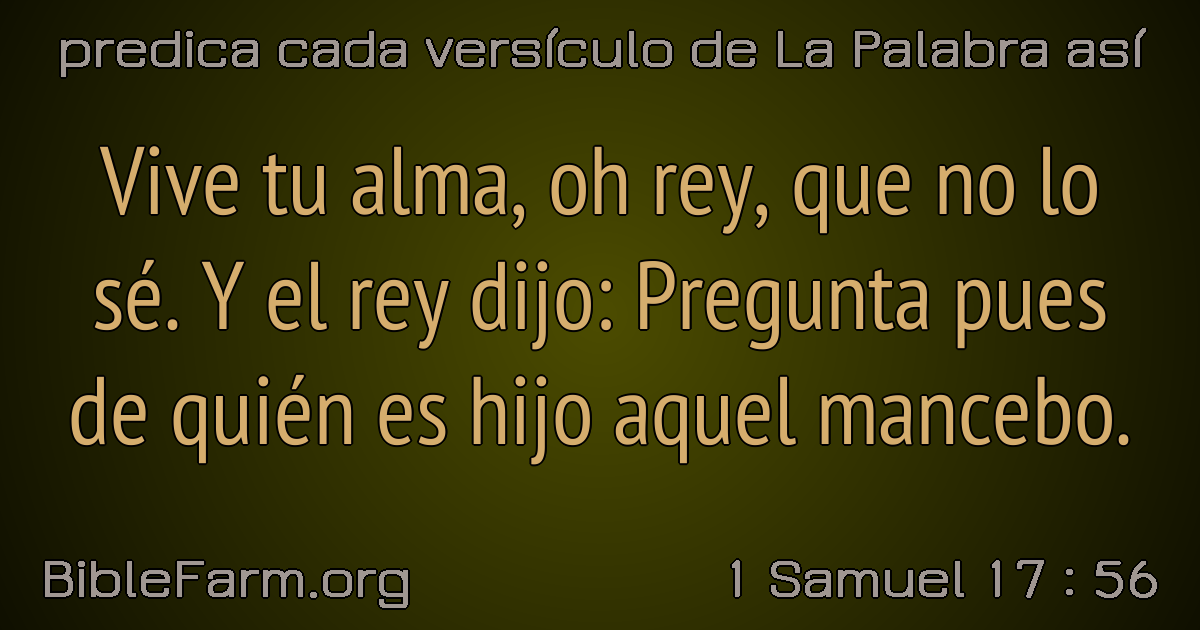 predica cada versículo de La Palabra así
Vive tu alma, oh rey, que no lo
sé. Y el rey dijo: Pregunta pues
de quién es hijo aquel mancebo.
BibleFarm.org
1 Samuel 17 : 56